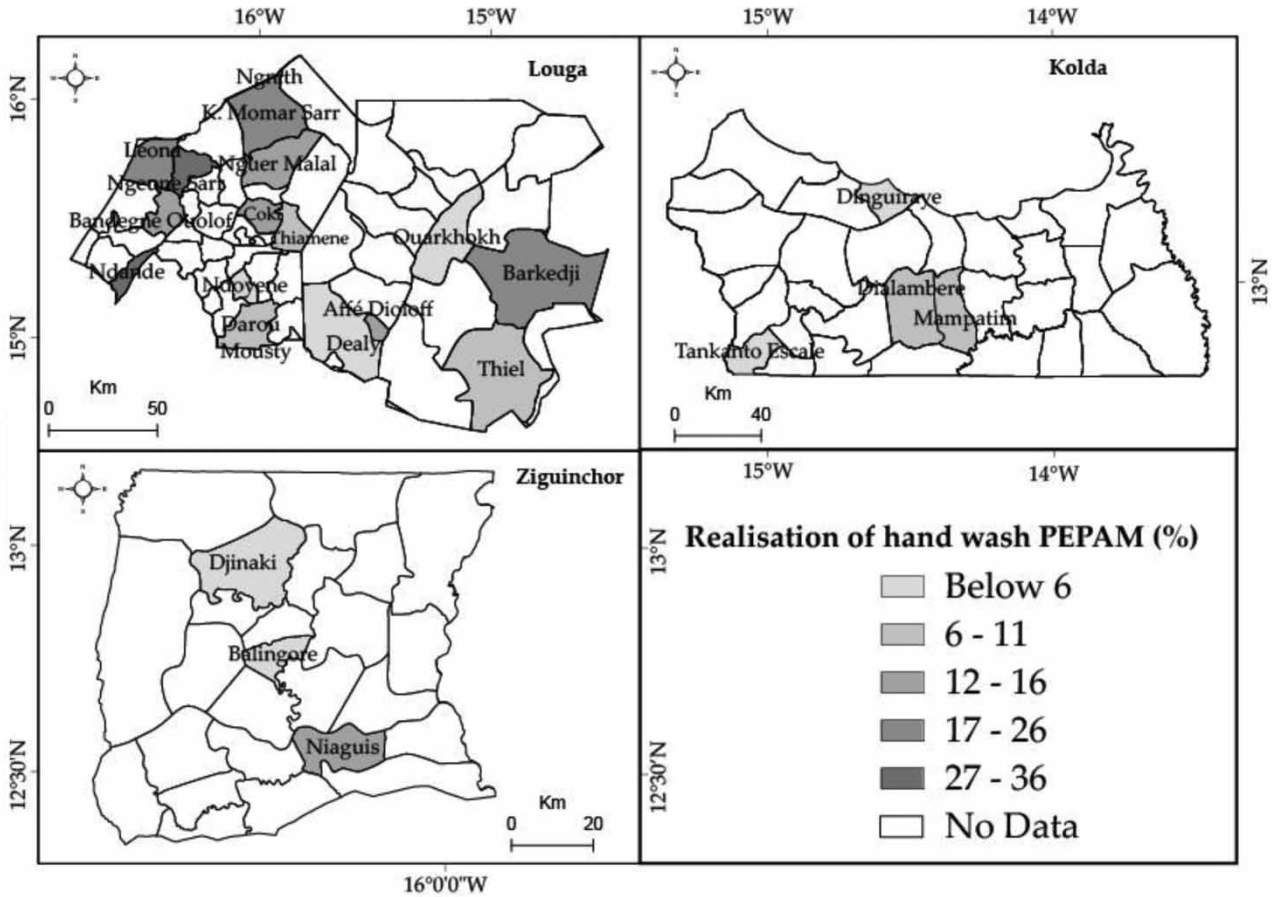 16°W 15°W
15°W 14°W
16°N
15°N
Louga
Ngnith
K. Momar Sarr
Leona
Nguer Malal
Ngeune Sarr
Bandegne Ouolof
Coki
Thiamene
Ouarkhokh
Ndande
Barkedji
Ndoyene
Affé Dioloff
Darou
Mousty
Dealy
Thiel
Km
0 50
Kolda
Dinguiraye
13°N
Dialambere
Mampatim
Tankanto Escale
Km
0 40
15°W 14°W
Ziguinchor
13°N
12°30'N
Djinaki
Balingore
Niaguis
Km
0 20
16°0'0"W
13°N
12°30'N
Realisation of hand wash PEPAM (%)
Below 6
6 - 11
12 - 16
17 - 26
27 - 36
No Data